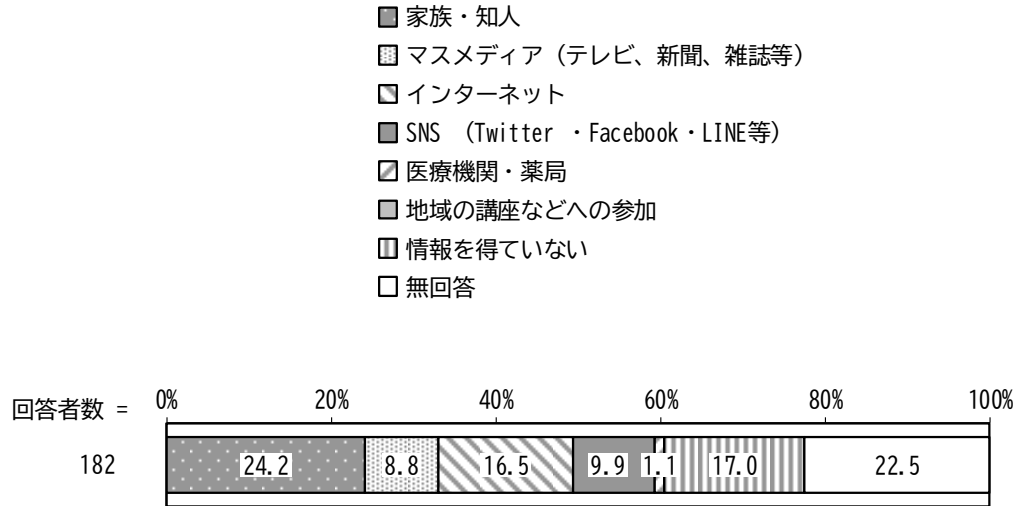 家族・知人
マスメディア（テレビ、新聞、雑誌等）
インターネット
SNS （Twitter ・Facebook・LINE等）
医療機関・薬局
地域の講座などへの参加
情報を得ていない
無回答
回答者数 = 0% 20% 40% 60% 80% 100%
182 24.2 8.8 16.5 9.9 1.1 17.0 22.5